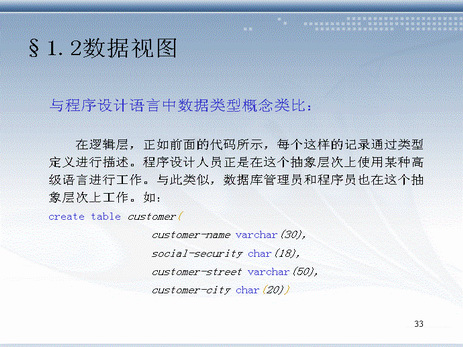 §1.2数据视图
与程序设计语言中数据类型概念类比：
在逻辑层，正如前面的代码所示，每个这样的记录通过类型
定义进行描述。程序设计人员正是在这个抽象层次上使用某种高
级语言进行工作。与此类似，数据库管理员和程序员也在这个抽
象层次上工作。如：
create table customer(
customer-name varchar(30),
social-security char(18),
customer-street varchar(50),
customer-city char(20))
33